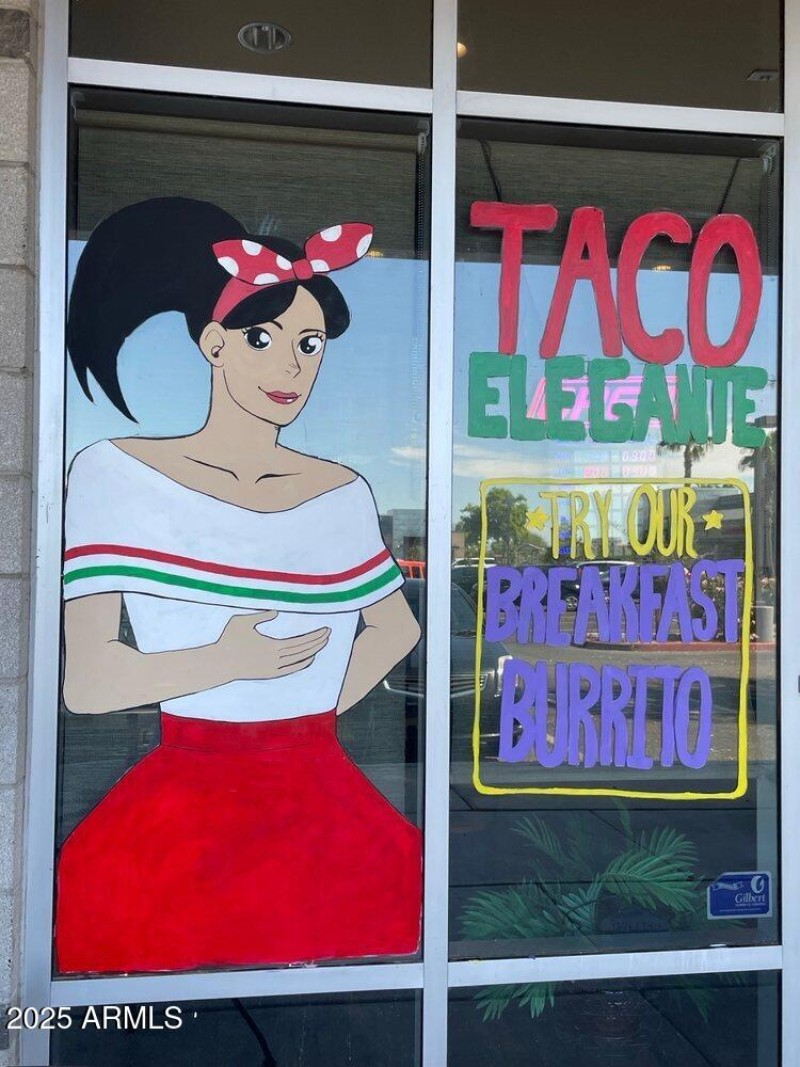 TACO
ELEGANTE
TRY OUR
BREAKFAST
BURRITO
Gilbert
2025 ARMLS